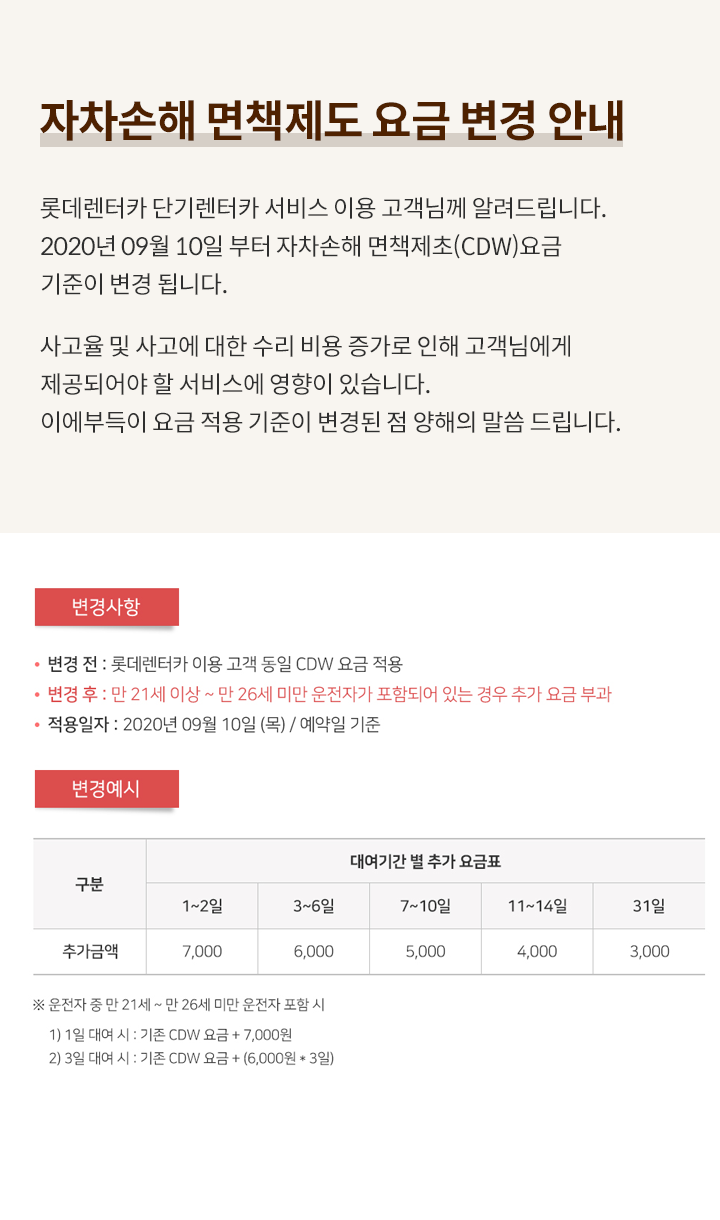 자차손해 면책제도 요금 변경 안내
롯데렌터카 단기렌터카 서비스 이용 고객님께 알려드립니다.
2020년 09월 10일 부터 자차손해 면책제초(CDW)요금
기준이 변경 됩니다.
사고율 및 사고에 대한 수리 비용 증가로 인해 고객님에게
제공되어야 할 서비스에 영향이 있습니다.
이에부득이 요금 적용 기준이 변경된 점 양해의 말씀 드립니다.
변경사항
• 변경 전 : 롯데렌터카 이용 고객 동일 CDW 요금 적용
• 변경 후 : 만 21세 이상 ~ 만 26세 미만 운전자가 포함되어 있는 경우 추가 요금 부과
• 적용일자 : 2020년 09월 10일 (목) / 예약일 기준
변경예시
구분 대여기간 별 추가 요금표
1~2일 3~6일 7~10일 11~14일 31일
추가금액 7,000 6,000 5,000 4,000 3,000
※ 운전자 중 만 21세 ~ 만 26세 미만 운전자 포함 시
1) 1일 대여 시 : 기존 CDW 요금 + 7,000원
2) 3일 대여 시 : 기존 CDW 요금 + (6,000원 * 3일)